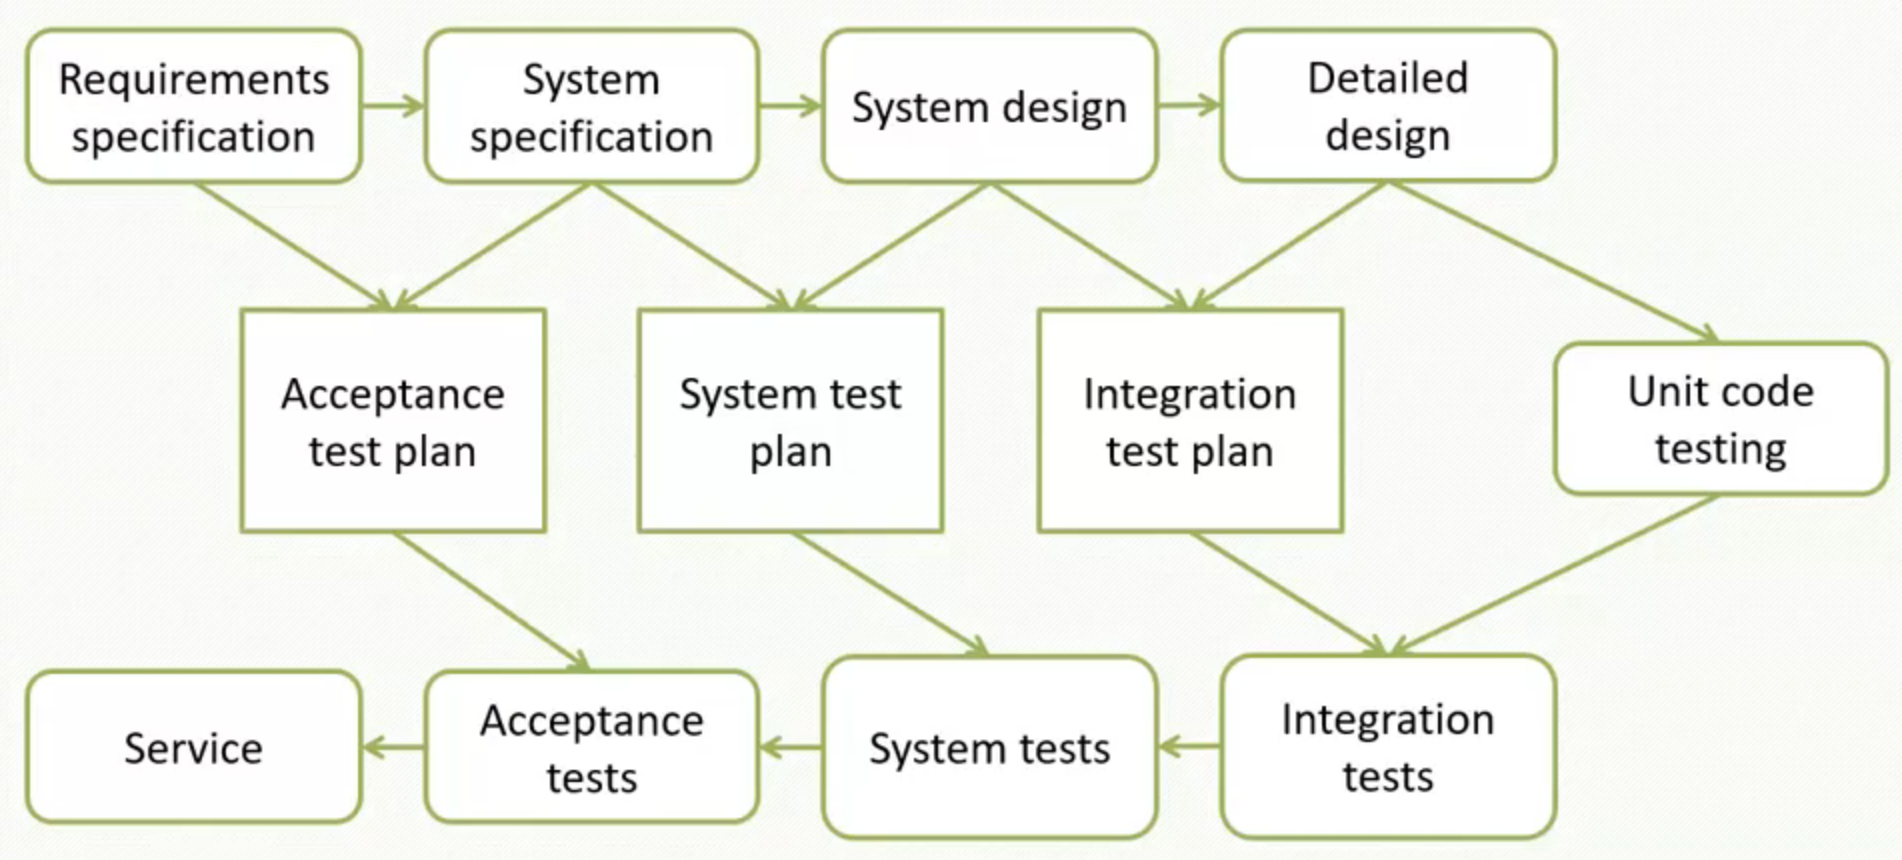 Requirements
specification
System
specification
System design
Detailed
design
Acceptance
test plan
System test
plan
Integration
test plan
Unit code
testing
Service
Acceptance
tests
System tests
Integration
tests